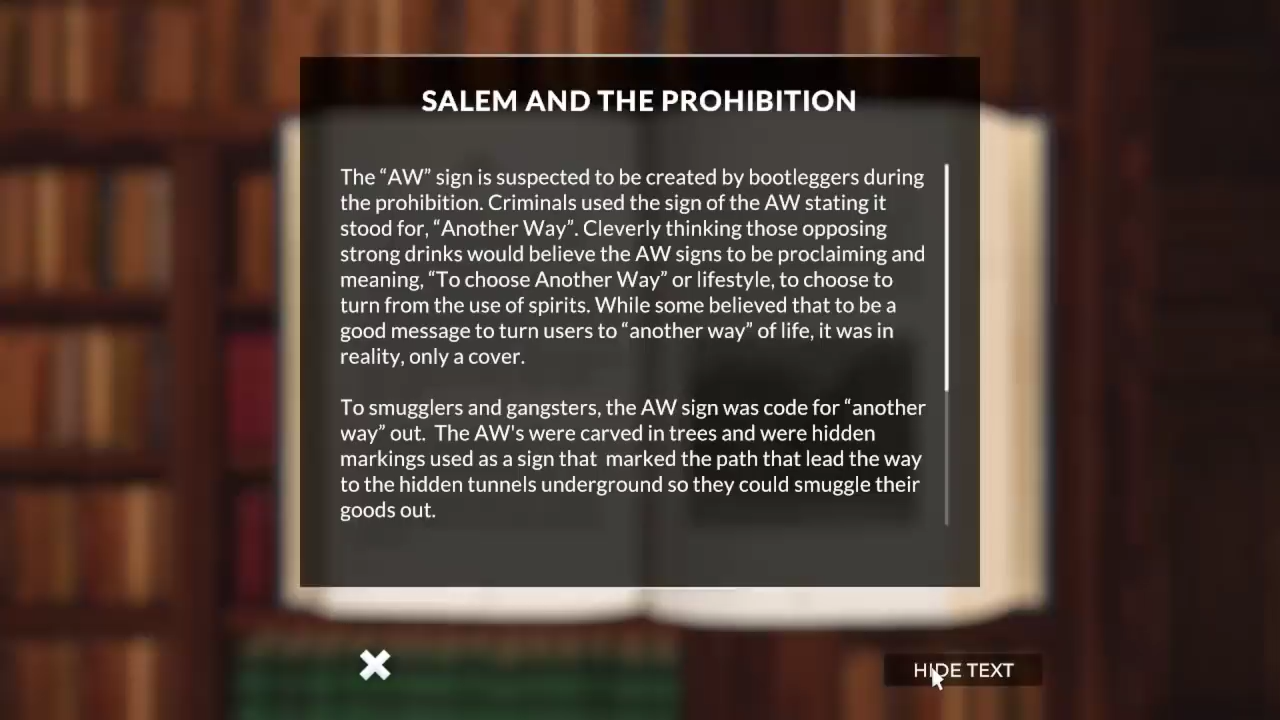 SALEM AND THE PROHIBITION
The “AW” sign is suspected to be created by bootleggers during
the prohibition. Criminals used the sign of the AW stating it
stood for, “Another Way”. Cleverly thinking those opposing
strong drinks would believe the AW signs to be proclaiming and
meaning, “To choose Another Way” or lifestyle, to choose to
turn from the use of spirits. While some believed that to be a
good message to turn users to “another way” of life, it was in
reality, only a cover.
To smugglers and gangsters, the AW sign was code for “another
way” out.  The AW's were carved in trees and were hidden
markings used as a sign that  marked the path that lead the way
to the hidden tunnels underground so they could smuggle their
goods out.
HIDE TEXT